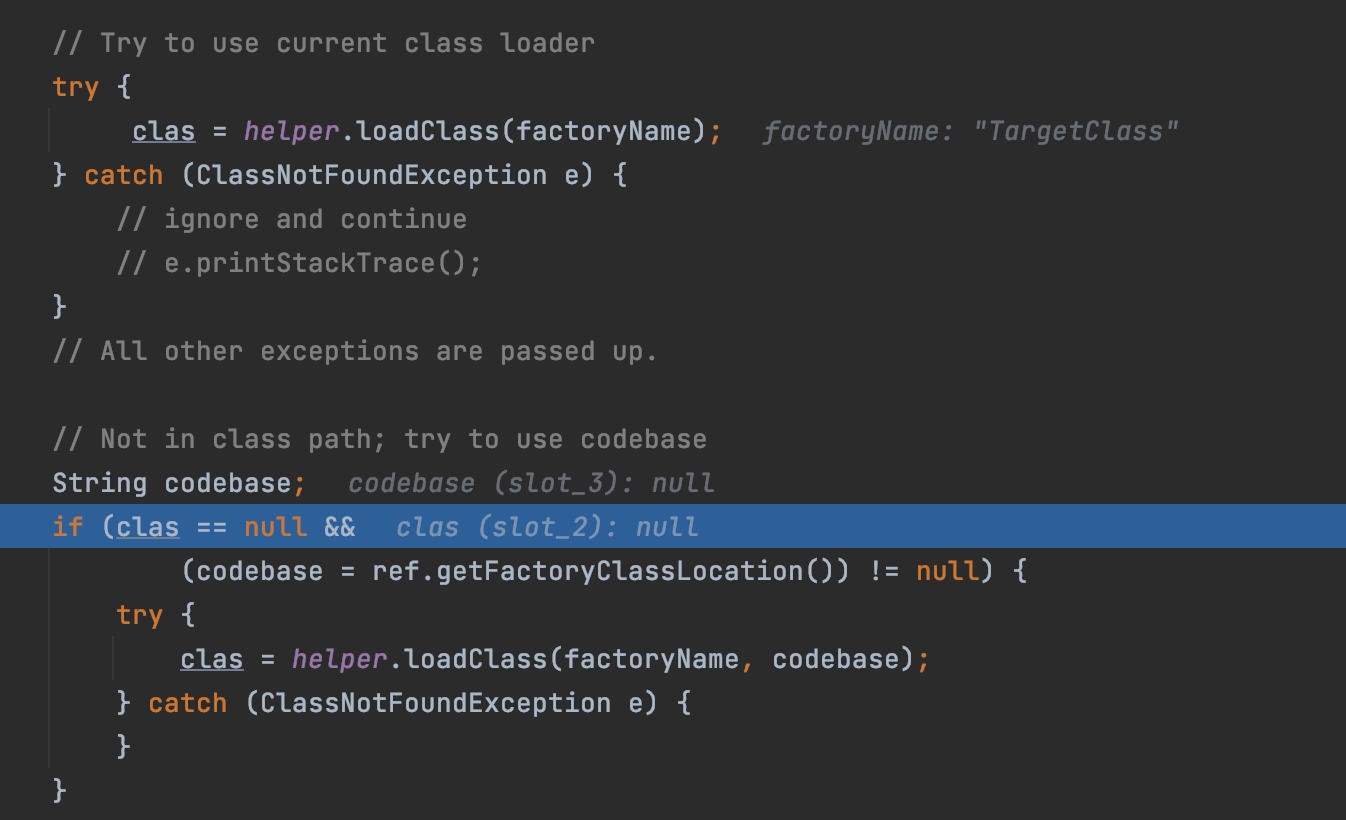 // Try to use current class loader
try {
clas = helper.loadClass(factoryName); factoryName: "TargetClass"
} catch (ClassNotFoundException e) {
// ignore and continue
// e.printStackTrace();
}
// All other exceptions are passed up.
// Not in class path; try to use codebase
String codebase; codebase (slot_3): null
if (clas == null && clas (slot_2): null
(codebase = ref.getFactoryClassLocation()) != null) {
try {
clas = helper.loadClass(factoryName, codebase);
} catch (ClassNotFoundException e) {
}
}